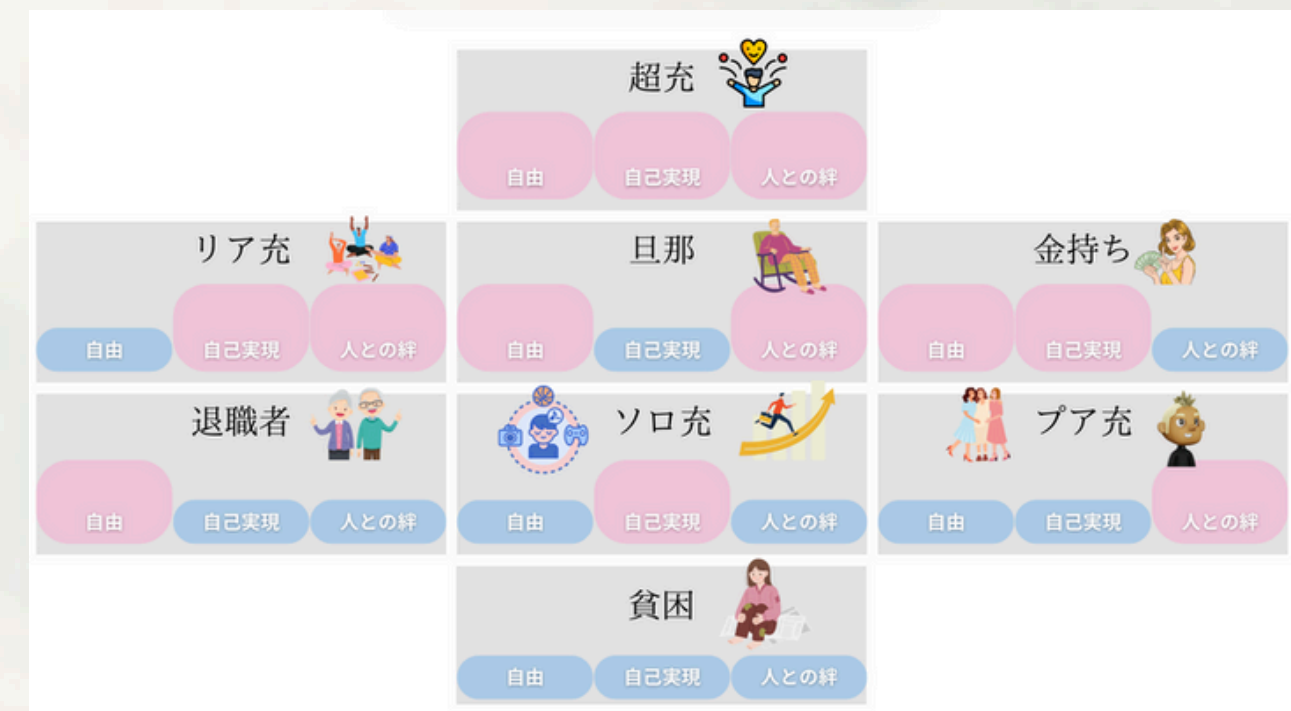 超充
自由 自己実現 人との絆
リア充
自由 自己実現 人との絆
旦那
自由 自己実現 人との絆
金持ち
自由 自己実現 人との絆
退職者
自由 自己実現 人との絆
ソロ充
自由 自己実現 人との絆
プア充
自由 自己実現 人との絆
貧困
自由 自己実現 人との絆